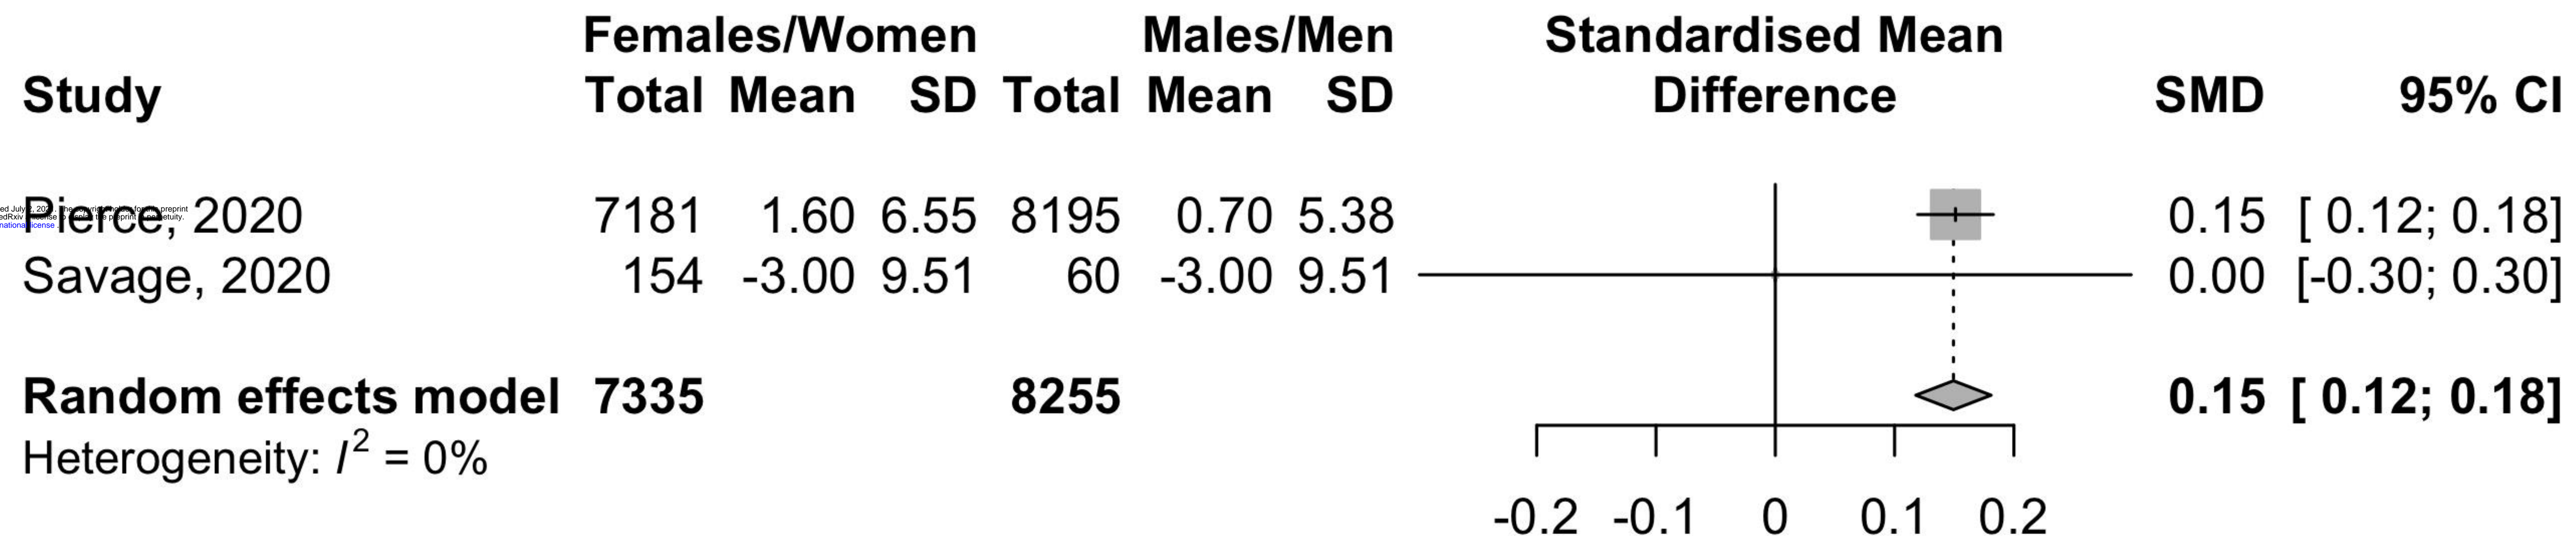 Females/Women Males/Men Standardised Mean
Study Total Mean SD Total Mean SD Difference SMD 95% CI
Pierce, 2020 7181 1.60 6.55 8195 0.70 5.38 0.15 [ 0.12; 0.18]
Savage, 2020 154 -3.00 9.51 60 -3.00 9.51 0.00 [-0.30; 0.30]
Random effects model 7335 8255 0.15 [ 0.12; 0.18]
Heterogeneity: I² = 0%
-0.2 -0.1 0 0.1 0.2